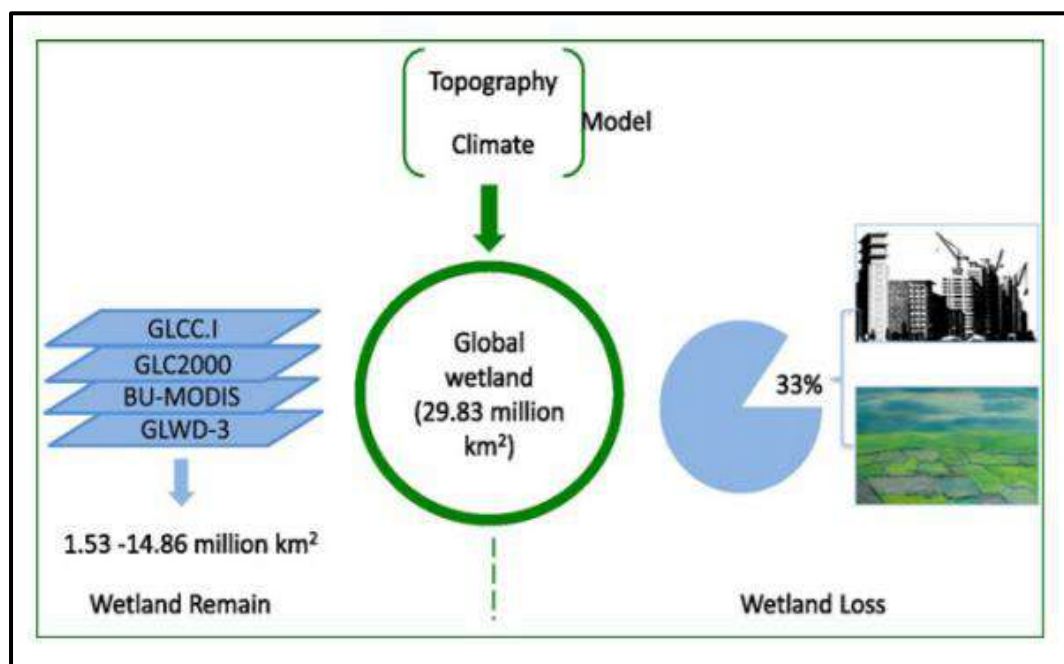 Topography
Climate
Model
GLCC.I
GLC2000
BU-MODIS
GLWD-3
1.53 -14.86 million km²
Wetland Remain
Global
wetland
(29.83 million
km²)
33%
Wetland Loss